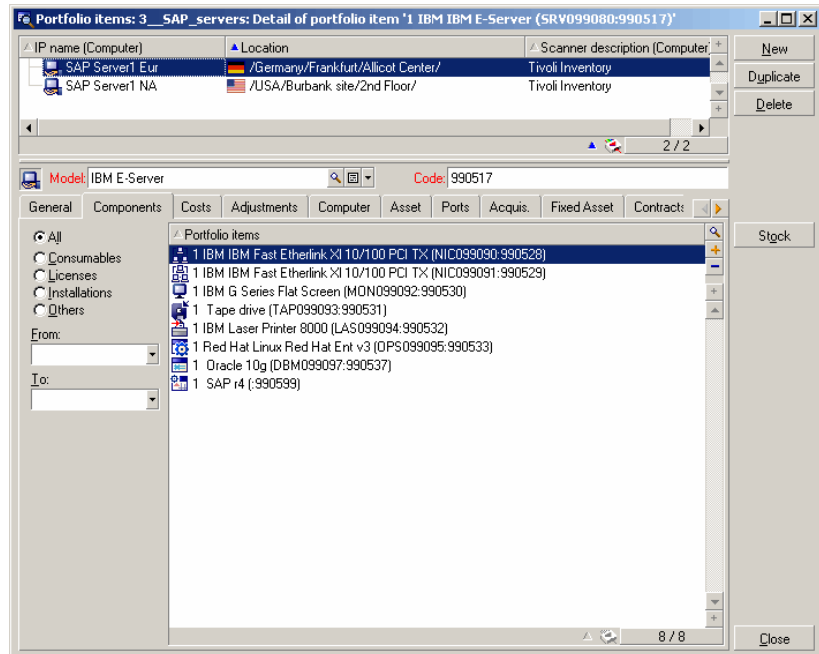 Portfolio items: 3__SAP_servers: Detail of portfolio item '1 IBM IBM E-Server (SRV099080:990517)'
IP name (Computer) Location Scanner description (Computer
SAP Server1 Eur /Germany/Frankfurt/Allicot Center/ Tivoli Inventory
SAP Server1 NA /USA/Burbank site/2nd Floor/ Tivoli Inventory
2 / 2
New
Duplicate
Delete
Model: IBM E-Server Code: 990517
General Components Costs Adjustments Computer Asset Ports Acquis. Fixed Asset Contracts
All
Consumables
Licenses
Installations
Others
From:
To:
Portfolio items
1 IBM IBM Fast Etherlink XI 10/100 PCI TX (NIC099090:990528)
1 IBM IBM Fast Etherlink XI 10/100 PCI TX (NIC099091:990529)
1 IBM G Series Flat Screen (MON099092:990530)
1 Tape drive (TAP099093:990531)
1 IBM Laser Printer 8000 (LAS099094:990532)
1 Red Hat Linux Red Hat Ent v3 (OPS099095:990533)
1 Oracle 10g (DBM099097:990537)
1 SAP r4 (:990599)
8 / 8
Stock
Close